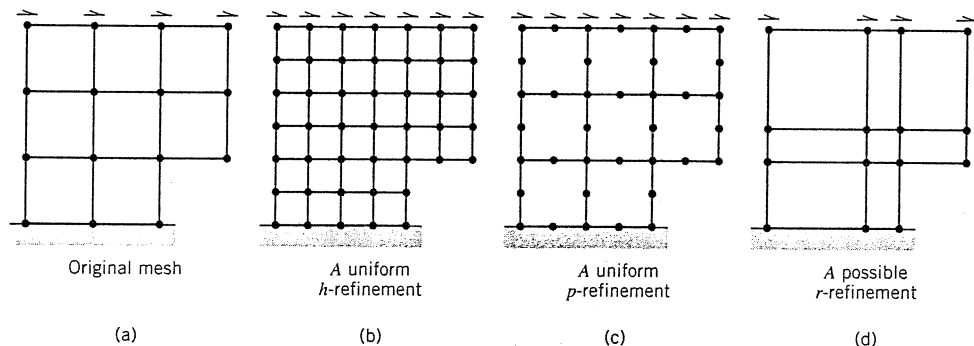 Original mesh
A uniform
h-refinement
A uniform
p-refinement
A possible
r-refinement
(a)
(b)
(c)
(d)